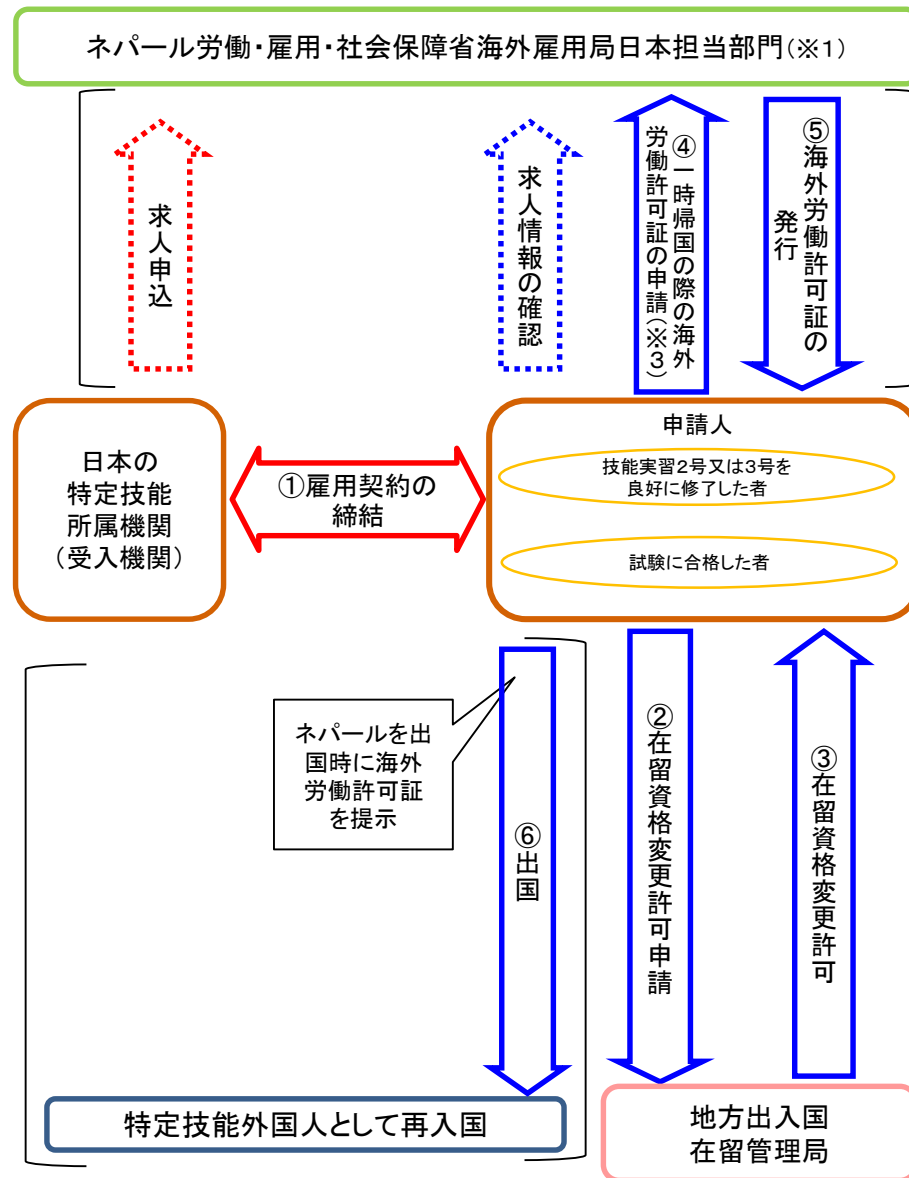 ネパール労働・雇用・社会保障省海外雇用局日本担当部門(※1)
求人申込
求人情報の確認
④一時帰国の際の海外
労働許可証の申請(※3)
⑤海外労働許可証の
発行
日本の
特定技能
所属機関
(受入機関)
①雇用契約の
締結
申請人
技能実習2号又は3号を
良好に修了した者
試験に合格した者
ネパールを出
国時に海外
労働許可証
を提示
⑥出国
②在留資格変更許可申請
③在留資格変更許可
特定技能外国人として再入国
地方出入国
在留管理局